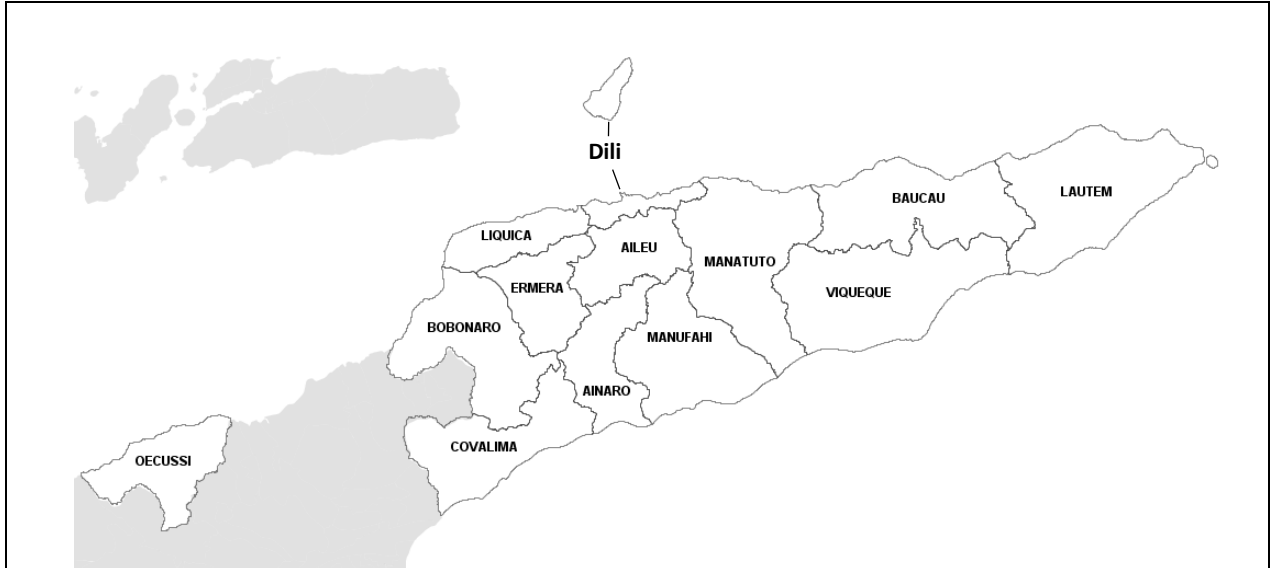 Dili
LAUTEM
BAUCAU
LIQUICA
AILEU
MANATUTO
ERMERA
VIQUEQUE
BOBONARO
MANUFAHI
AINARO
COVALIMA
OECUSSI